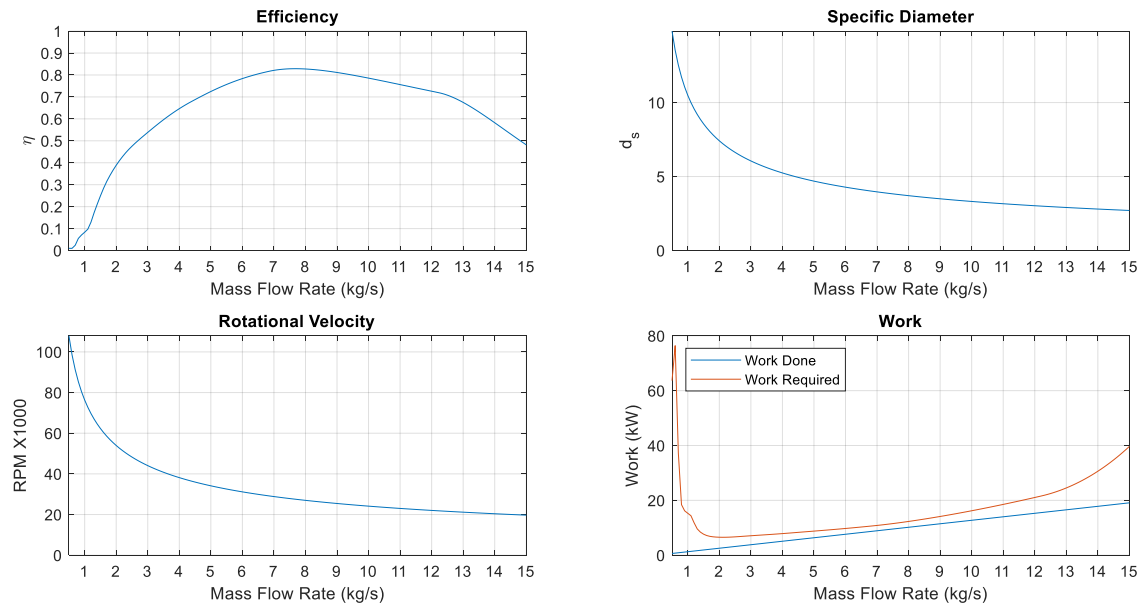 Efficiency
1
0.9
0.8
0.7
0.6
0.5
0.4
0.3
0.2
0.1
0
η
1 2 3 4 5 6 7 8 9 10 11 12 13 14 15
Mass Flow Rate (kg/s)
Specific Diameter
10
5
0
d_s
1 2 3 4 5 6 7 8 9 10 11 12 13 14 15
Mass Flow Rate (kg/s)
Rotational Velocity
100
80
60
40
20
0
RPM X1000
1 2 3 4 5 6 7 8 9 10 11 12 13 14 15
Mass Flow Rate (kg/s)
Work
80
60
40
20
0
Work (kW)
Work Done
Work Required
1 2 3 4 5 6 7 8 9 10 11 12 13 14 15
Mass Flow Rate (kg/s)